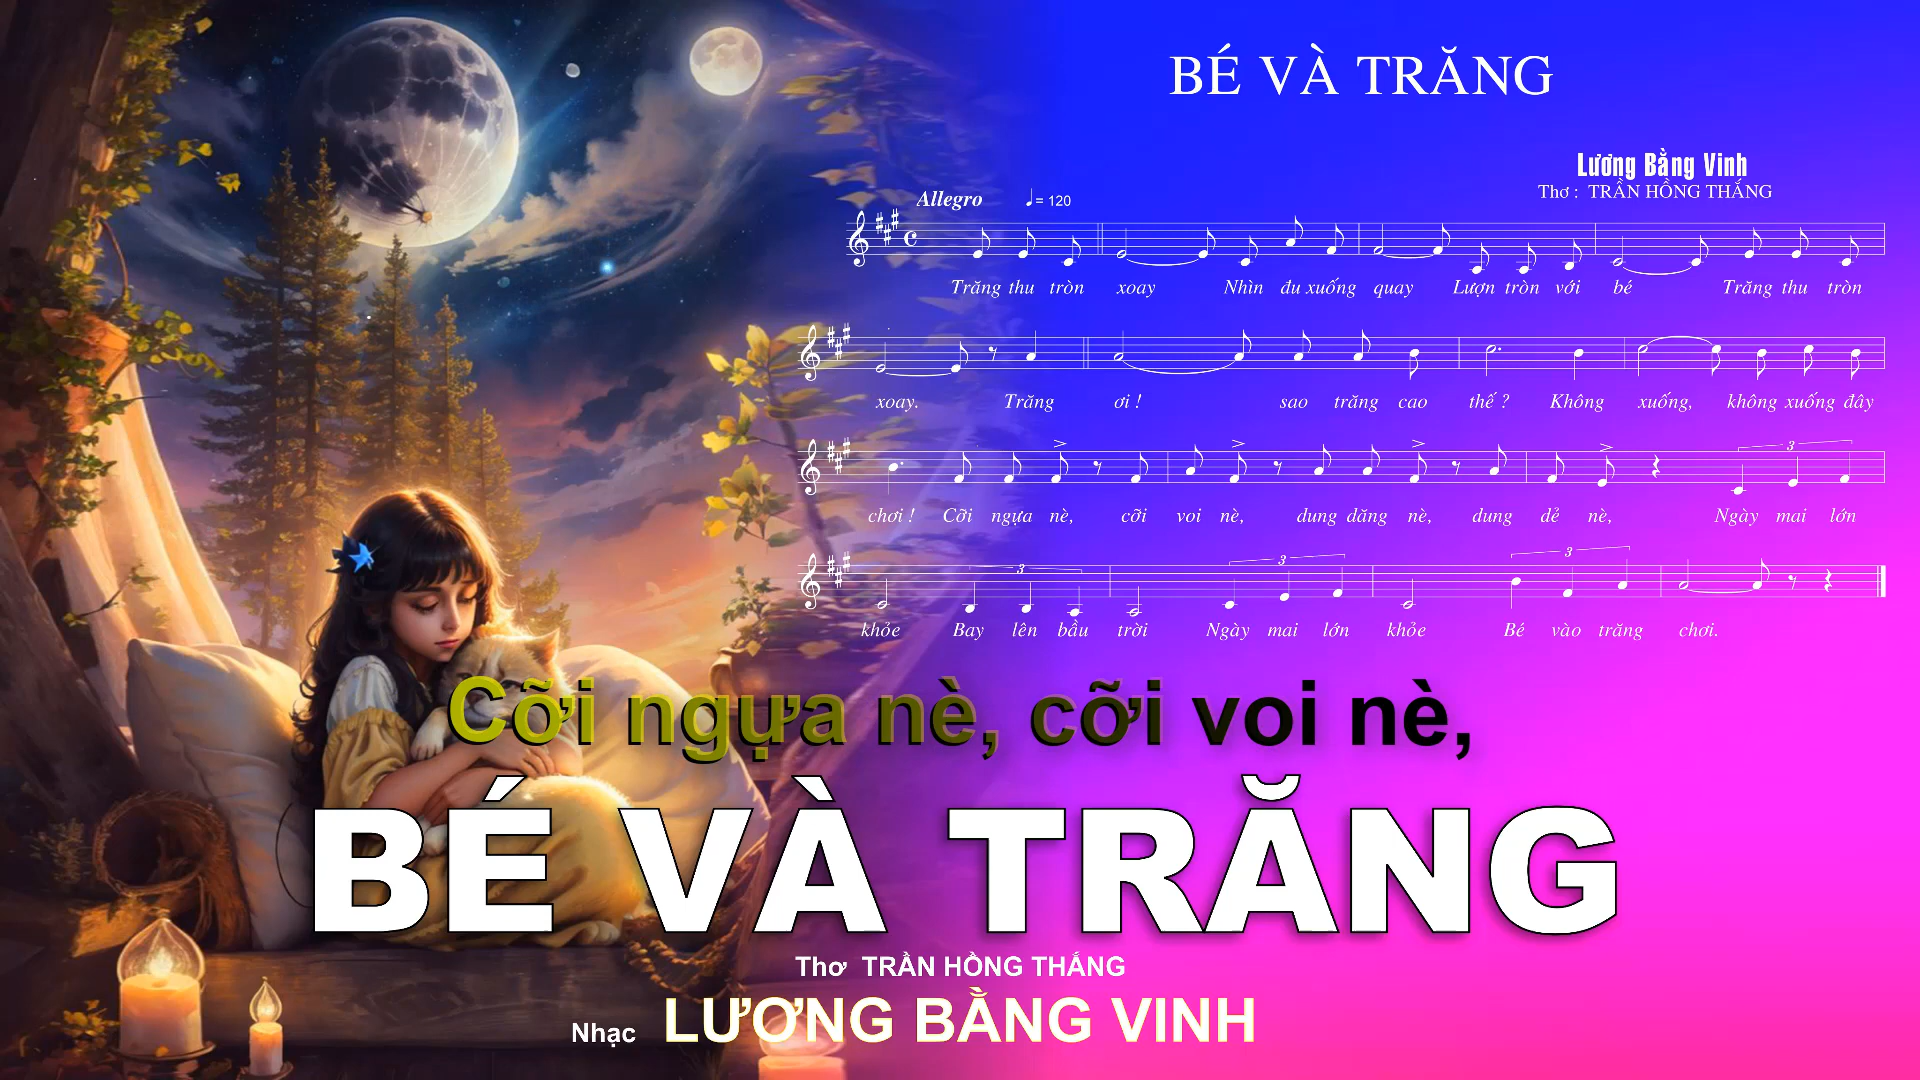 BÉ VÀ TRĂNG
Lương Bằng Vinh
Thơ : TRẦN HỒNG THẮNG
Allegro = 120
Trăng thu tròn xoay Nhìn đu xuống quay Lượn tròn với bé Trăng thu tròn
xoay. Trăng ơi ! sao trăng cao thế ? Không xuống, không xuống đây
3
chơi ! Cỡi ngựa nè, cỡi voi nè, dung dăng nè, dung dẻ nè, Ngày mai lớn
3 3 3
khỏe Bay lên bầu trời Ngày mai lớn khỏe Bé vào trăng chơi.
Cỡi ngựa nè, cỡi voi nè,
BÉ VÀ TRĂNG
Thơ TRẦN HỒNG THẮNG
Nhạc LƯƠNG BẰNG VINH